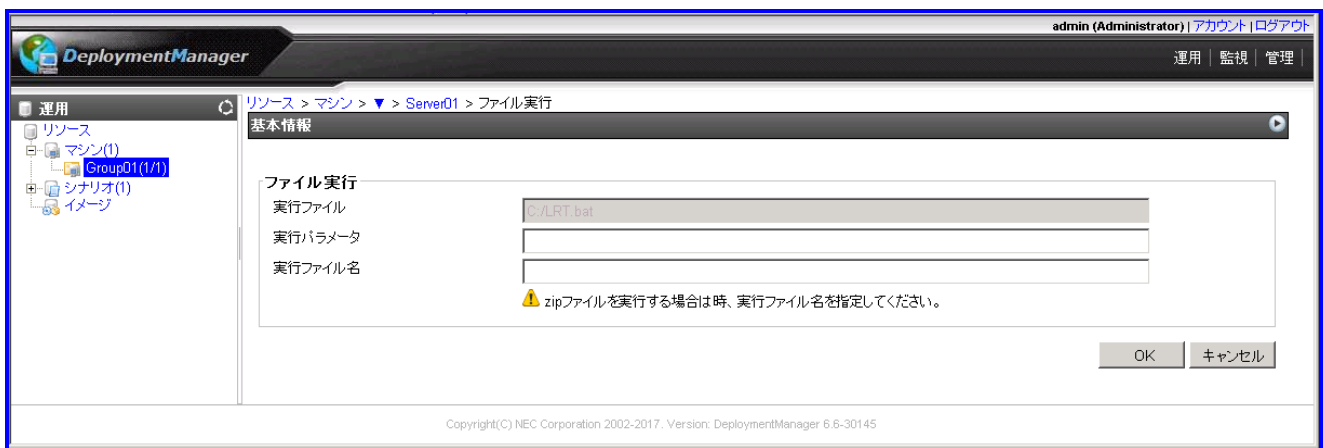 admin (Administrator) | アカウント | ログアウト
DeploymentManager
運用 | 監視 | 管理 |
運用
リソース > マシン > ▼ > Server01 > ファイル実行
リソース
基本情報
マシン(1)
Group01(1/1)
シナリオ(1)
イメージ
ファイル実行
実行ファイル C:/LRT.bat
実行パラメータ
実行ファイル名
zipファイルを実行する場合は時、実行ファイル名を指定してください。
OK キャンセル
Copyright(C) NEC Corporation 2002-2017. Version: DeploymentManager 6.6-30145